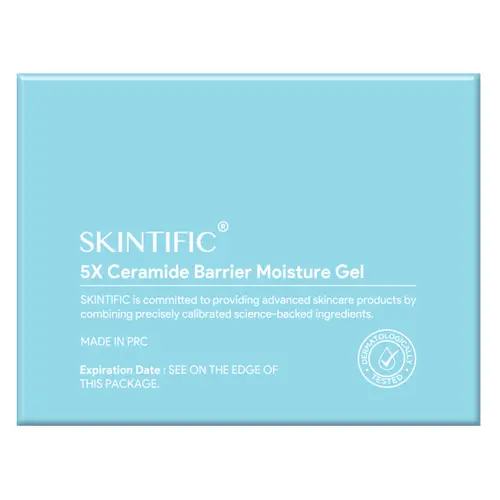 SKINTIFIC®
5X Ceramide Barrier Moisture Gel
SKINTIFIC is committed to providing advanced skincare products by
combining precisely calibrated science-backed ingredients.
MADE IN PRC
DERMATOLOGICALLY
TESTED
Expiration Date : SEE ON THE EDGE OF
THIS PACKAGE.